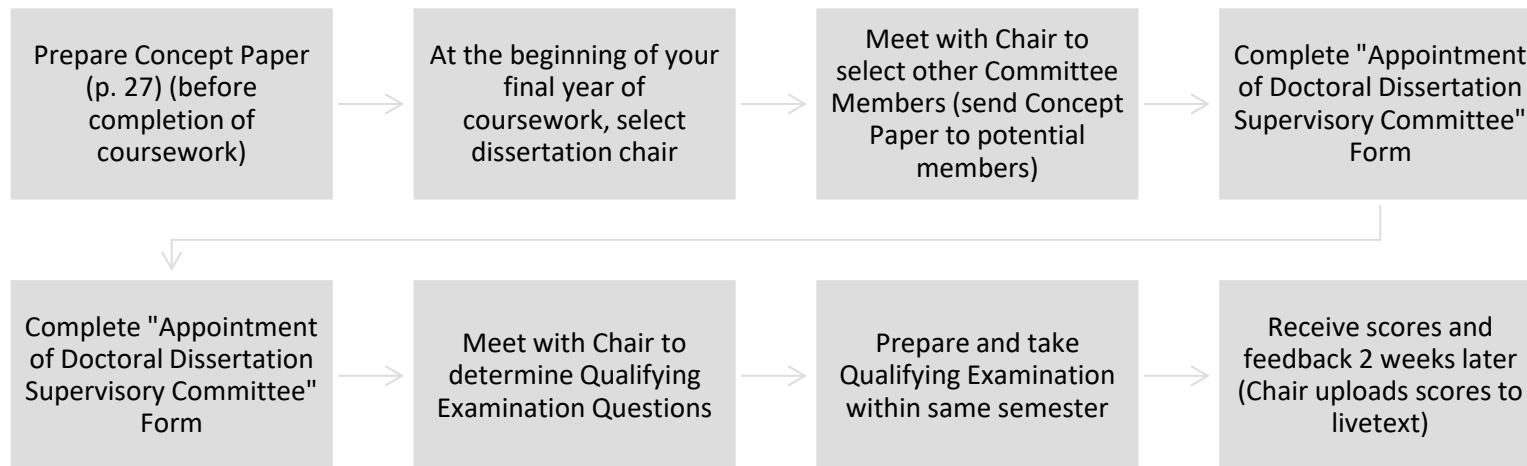 Prepare Concept Paper
(p. 27) (before
completion of
coursework)
At the beginning of your
final year of
coursework, select
dissertation chair
Meet with Chair to
select other Committee
Members (send Concept
Paper to potential
members)
Complete "Appointment
of Doctoral Dissertation
Supervisory Committee"
Form
Complete "Appointment
of Doctoral Dissertation
Supervisory Committee"
Form
Meet with Chair to
determine Qualifying
Examination Questions
Prepare and take
Qualifying Examination
within same semester
Receive scores and
feedback 2 weeks later
(Chair uploads scores to
livetext)